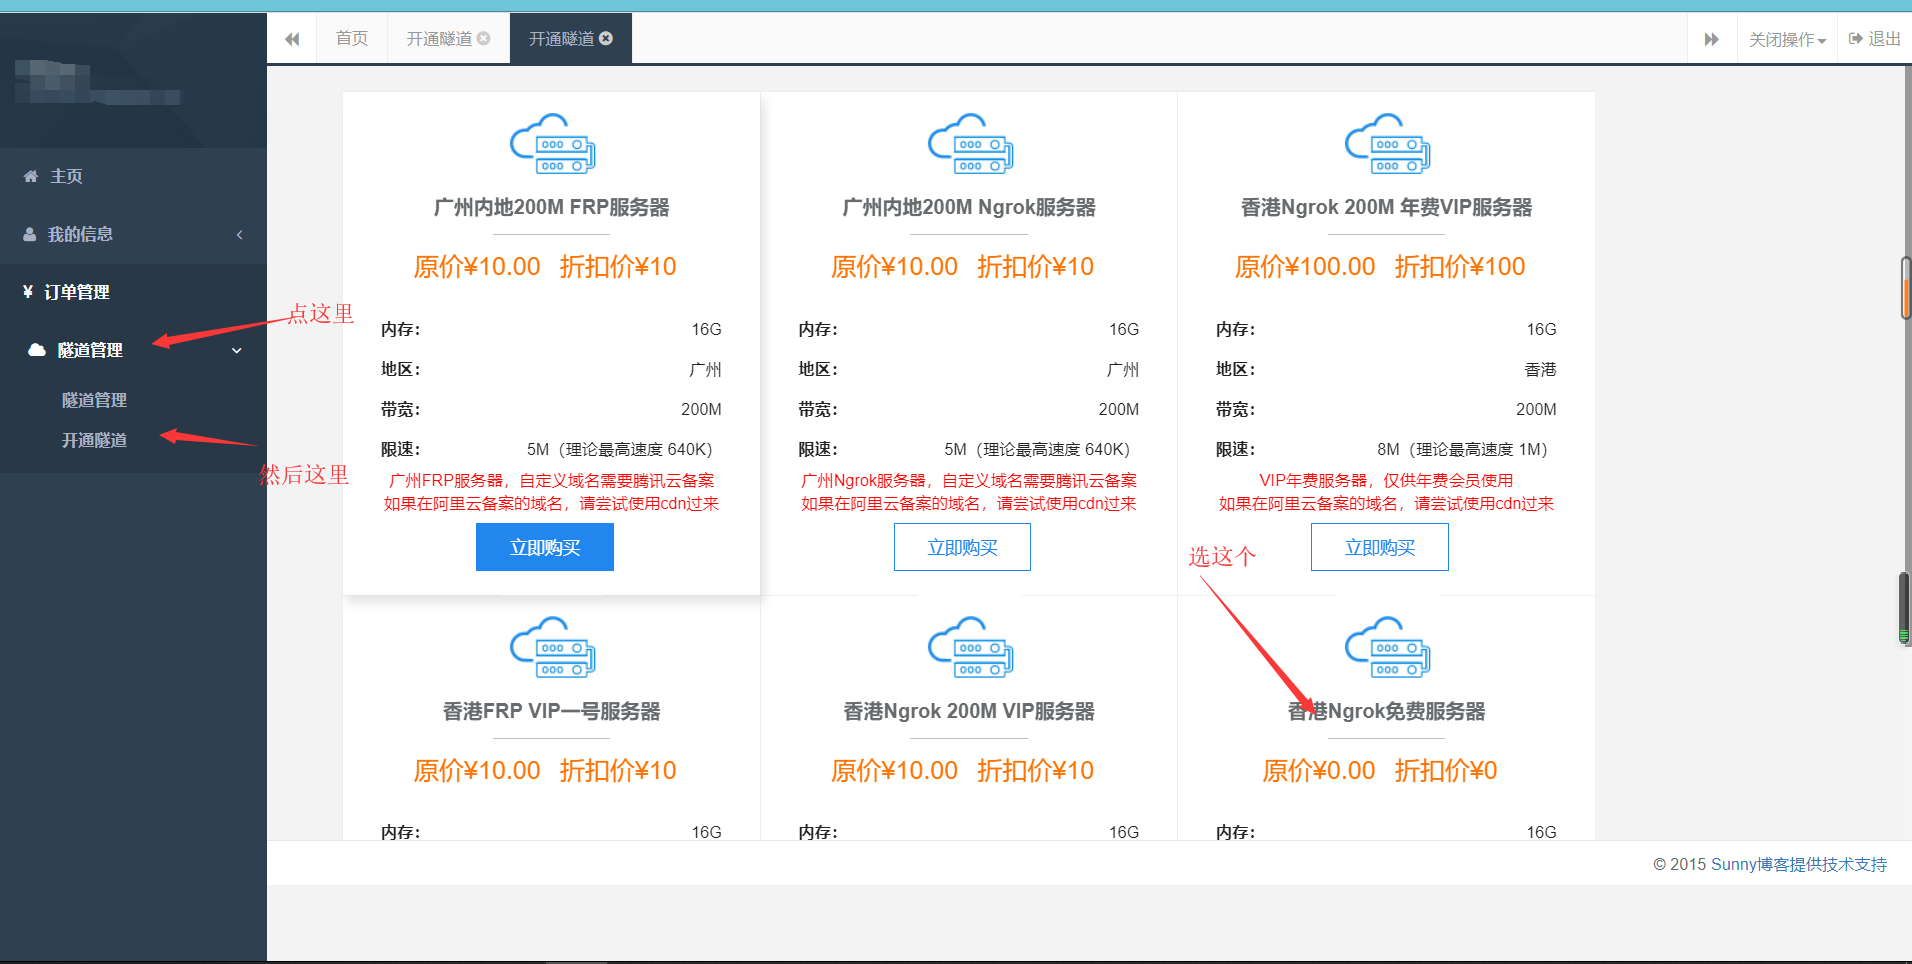 首页
开通隧道
开通隧道
关闭操作
退出
主页
我的信息
¥ 订单管理
隧道管理
隧道管理
开通隧道
点这里
然后这里
广州内地200M FRP服务器
原价¥10.00 折扣价¥10
内存： 16G
地区： 广州
带宽： 200M
限速： 5M（理论最高速度 640K）
广州FRP服务器，自定义域名需要腾讯云备案
如果在阿里云备案的域名，请尝试使用cdn过来
立即购买
广州内地200M Ngrok服务器
原价¥10.00 折扣价¥10
内存： 16G
地区： 广州
带宽： 200M
限速： 5M（理论最高速度 640K）
广州Ngrok服务器，自定义域名需要腾讯云备案
如果在阿里云备案的域名，请尝试使用cdn过来
立即购买
香港Ngrok 200M 年费VIP服务器
原价¥100.00 折扣价¥100
内存： 16G
地区： 香港
带宽： 200M
限速： 8M（理论最高速度 1M）
VIP年费服务器，仅供年费会员使用
如果在阿里云备案的域名，请尝试使用cdn过来
立即购买
选这个
香港FRP VIP一号服务器
原价¥10.00 折扣价¥10
内存： 16G
香港Ngrok 200M VIP服务器
原价¥10.00 折扣价¥10
内存： 16G
香港Ngrok免费服务器
原价¥0.00 折扣价¥0
内存： 16G
© 2015 Sunny博客提供技术支持